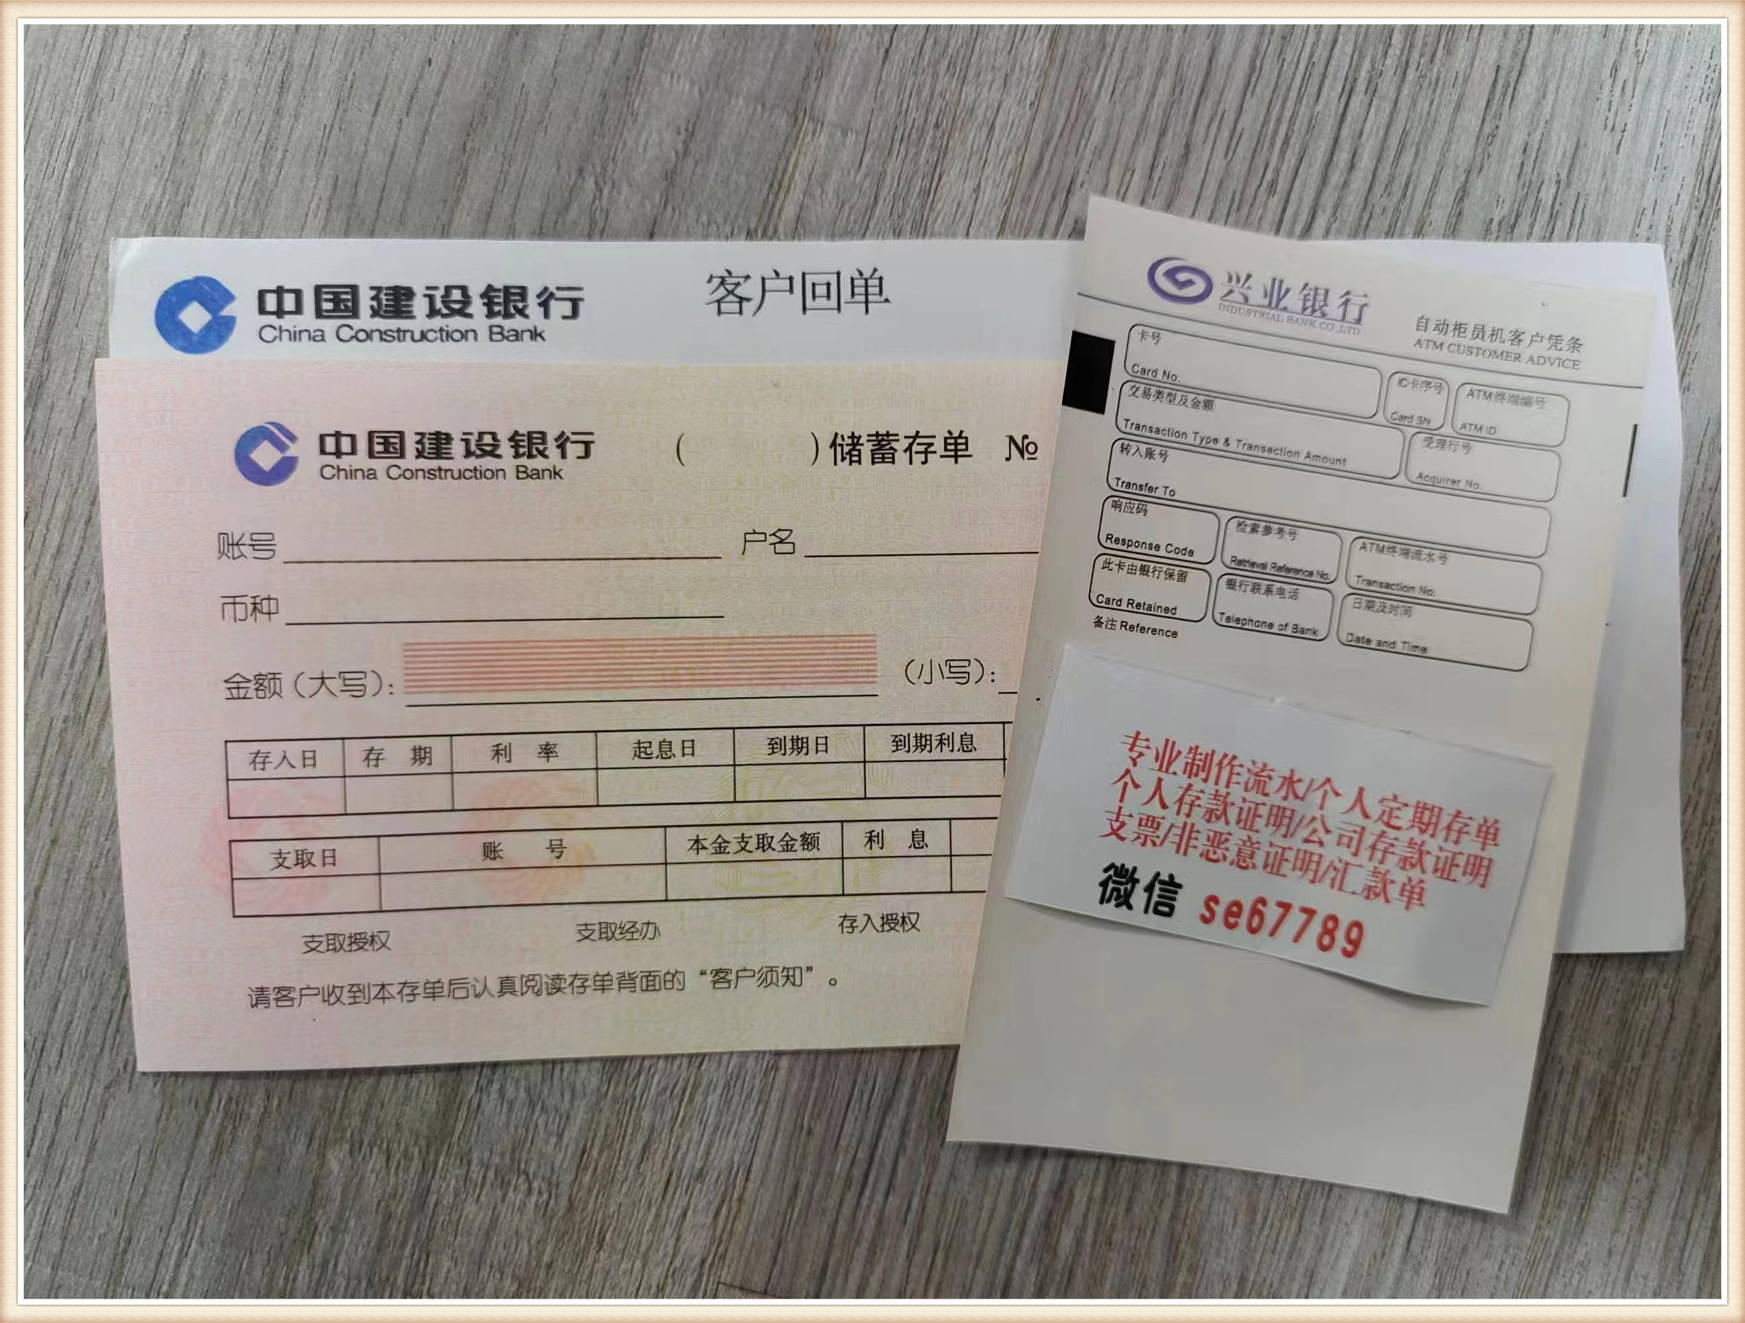 中国建设银行 客户回单
China Construction Bank
中国建设银行 ( )储蓄存单 №
China Construction Bank
账号 户名
币种
金额(大写): (小写):
存入日 存 期 利 率 起息日 到期日 到期利息
支取日 账 号 本金支取金额 利 息
支取授权 支取经办 存入授权
请客户收到本存单后认真阅读存单背面的“客户须知”。
兴业银行
INDUSTRIAL BANK CO.,LTD
自动柜员机客户凭条
ATM CUSTOMER ADVICE
卡号
Card No.
IC卡序号
Card SN
ATM终端编号
ATM ID
交易类型及金额
Transaction Type & Transaction Amount
受理行号
Acquirer No.
转入账号
Transfer To
响应码
Response Code
检索参考号
Retrieval Reference No.
ATM终端流水号
Transaction No.
此卡由银行保留
Card Retained
银行联系电话
Telephone of Bank
日期及时间
Date and Time
备注 Reference
专业制作流水/个人定期存单
个人存款证明/公司存款证明
支票/非恶意证明/汇款单
微信 se67789